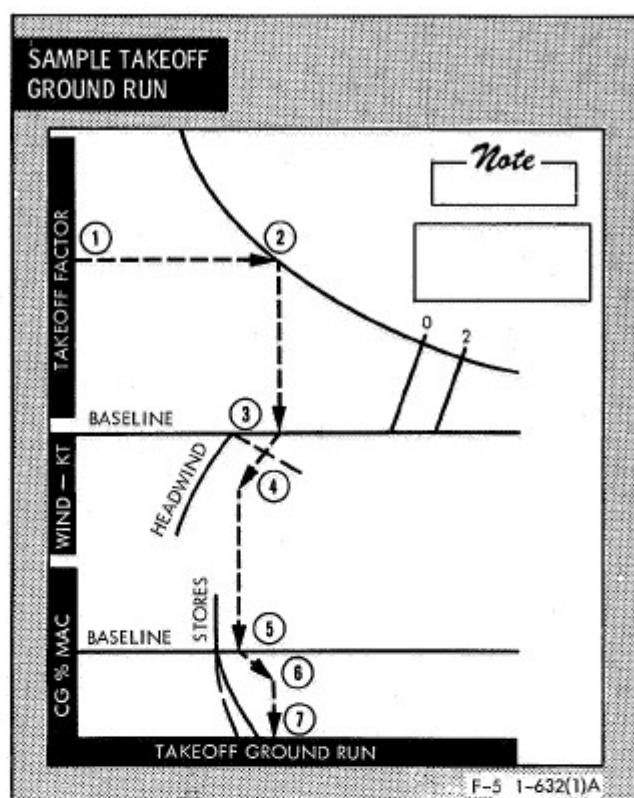 SAMPLE TAKEOFF
GROUND RUN
Note
TAKEOFF FACTOR
1
2
0
2
BASELINE
3
WIND — KT
HEADWIND
4
CG % MAC
BASELINE
STORES
5
6
7
TAKEOFF GROUND RUN
F-5 1-632(1)A